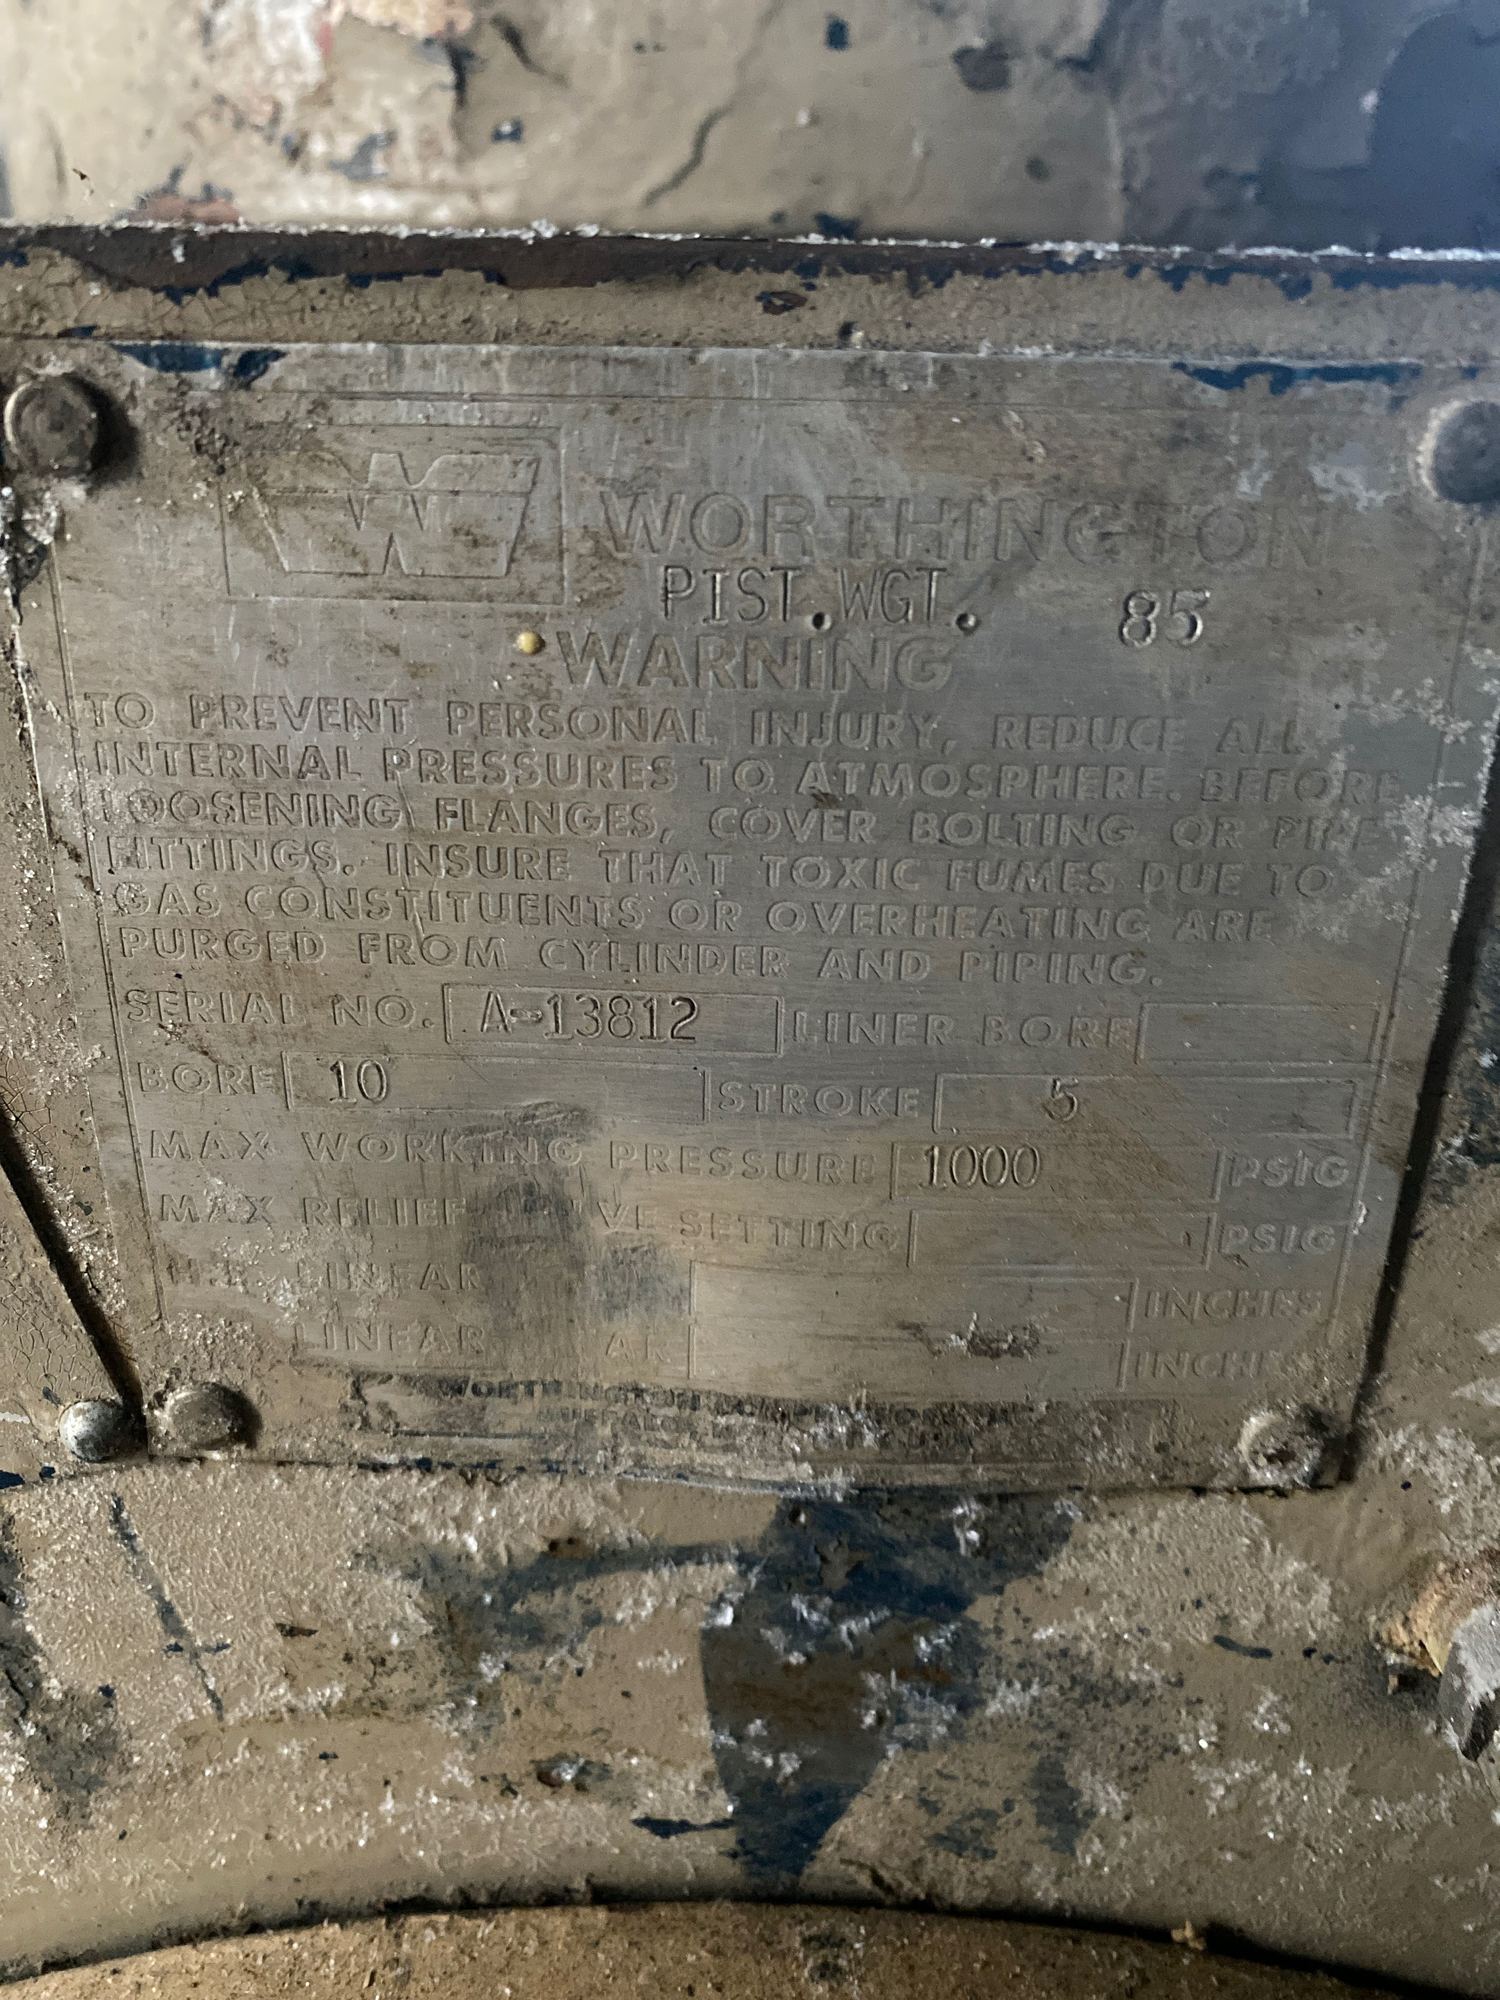 WORTHINGTON
PIST. WGT. 85
WARNING
TO PREVENT PERSONAL INJURY, REDUCE ALL
INTERNAL PRESSURES TO ATMOSPHERE. BEFORE
LOOSENING FLANGES, COVER BOLTING OR PIPE
FITTINGS. INSURE THAT TOXIC FUMES DUE TO
GAS CONSTITUENTS OR OVERHEATING ARE
PURGED FROM CYLINDER AND PIPING.
SERIAL NO. A-13812 LINER BORE
BORE 10 STROKE 5
MAX WORKING PRESSURE 1000 PSIG
MAX RELIEF VALVE SETTING PSIG
LINEAR INCHES
LINEAR INCHES
WORTHINGTON
BUFFALO